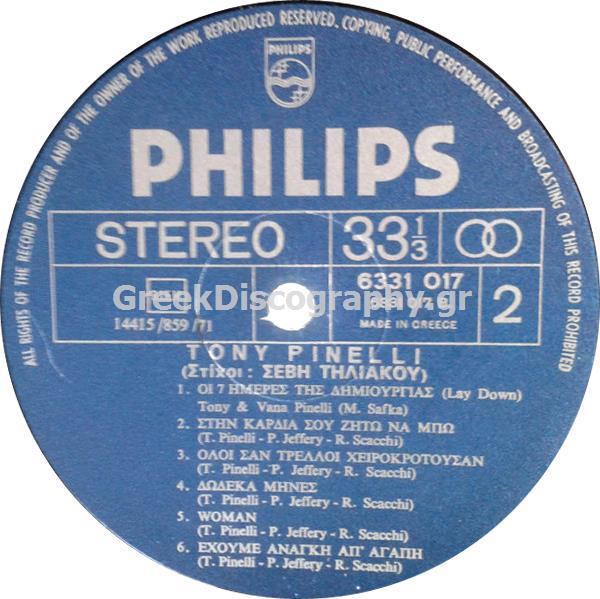 ALL RIGHTS OF THE RECORD PRODUCER AND OF THE OWNER OF THE WORK REPRODUCED RESERVED. COPYING, PUBLIC PERFORMANCE AND BROADCASTING OF THIS RECORD PROHIBITED
PHILIPS
PHILIPS
STEREO 33 1/3
6331 017
GreekDiscography.gr
2
14415/859/71 MADE IN GREECE
TONY PINELLI
(Στίχοι : ΣΕΒΗ ΤΗΛΙΑΚΟΥ)
1. ΟΙ 7 ΗΜΕΡΕΣ ΤΗΣ ΔΗΜΙΟΥΡΓΙΑΣ (Lay Down)
Tony & Vana Pinelli (M. Safka)
2. ΣΤΗΝ ΚΑΡΔΙΑ ΣΟΥ ΖΗΤΩ ΝΑ ΜΠΩ
(T. Pinelli - P. Jeffery - R. Scacchi)
3. ΟΛΟΙ ΣΑΝ ΤΡΕΛΛΟΙ ΧΕΙΡΟΚΡΟΤΟΥΣΑΝ
(T. Pinelli - P. Jeffery - R. Scacchi)
4. ΔΩΔΕΚΑ ΜΗΝΕΣ
(T. Pinelli - P. Jeffery - R. Scacchi)
5. WOMAN
(T. Pinelli - P. Jeffery - R. Scacchi)
6. ΕΧΟΥΜΕ ΑΝΑΓΚΗ ΑΠ' ΑΓΑΠΗ
(T. Pinelli - P. Jeffery - R. Scacchi)